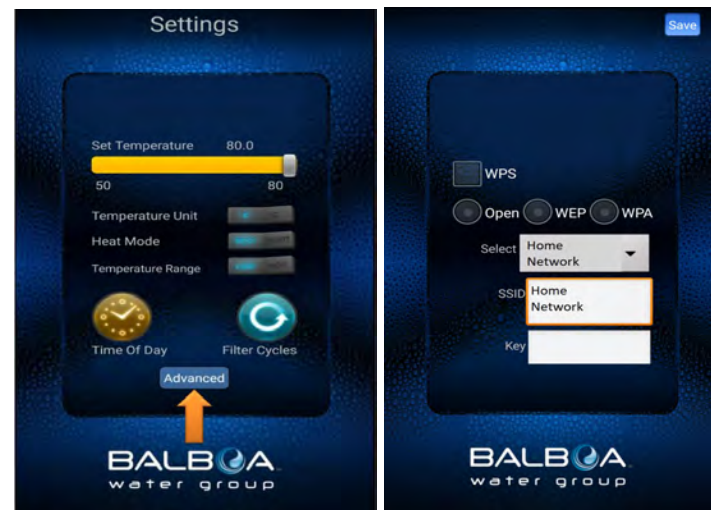 Settings
Set Temperature 80.0
50 80
Temperature Unit
Heat Mode
Temperature Range
Time Of Day Filter Cycles
Advanced
BALBOA
water group
Save
WPS
Open WEP WPA
Select Home
Network
SSID Home
Network
Key
BALBOA
water group